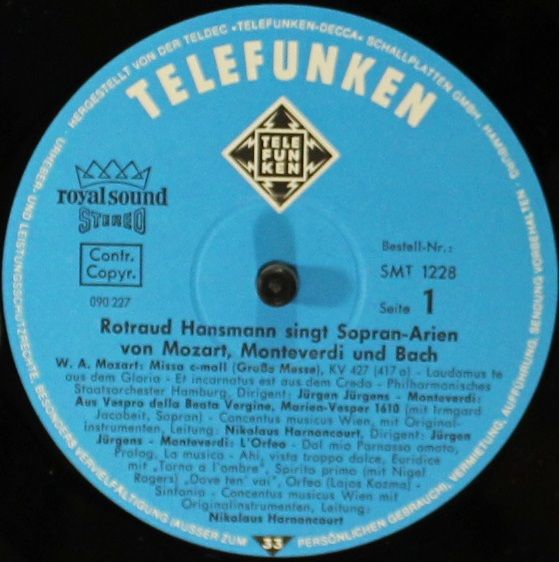 URHEBER- UND LEISTUNGSSCHUTZRECHTE, BESONDERS VERVIELFÄLTIGUNG (AUSSER ZUM PERSÖNLICHEN GEBRAUCH), VERMIETUNG, AUFFÜHRUNG, SENDUNG VORBEHALTEN · HERGESTELLT VON DER TELDEC »TELEFUNKEN-DECCA« SCHALLPLATTEN GMBH · HAMBURG
TELEFUNKEN
TELE
FUN
KEN
royal sound
STEREO
Contr.
Copyr.
090 227
Bestell-Nr.:
SMT 1228
Seite 1
Rotraud Hansmann singt Sopran-Arien
von Mozart, Monteverdi und Bach
W. A. Mozart: Missa c-moll (Große Messe), KV 427 (417 a) - Laudamus te
aus dem Gloria - Et incarnatus est aus dem Credo - Philharmonisches
Staatsorchester Hamburg, Dirigent: Jürgen Jürgens - Monteverdi:
Aus Vespro della Beata Vergine, Marien-Vesper 1610 (mit Irmgard
Jacobeit, Sopran) - Concentus musicus Wien, mit Original-
instrumenten, Leitung: Nikolaus Harnoncourt, Dirigent: Jürgen
Jürgens - Monteverdi: L'Orfeo - Dal mio Parnasso amato,
Prolog, La musica - Ahi, vista troppo dolce, Euridice
mit „Torna a l'ombre", Spirito primo (mit Nigel
Rogers) „Dove ten' vai", Orfeo (Lajos Kozma) -
Sinfonia - Concentus musicus Wien mit
Originalinstrumenten, Leitung:
Nikolaus Harnoncourt
33